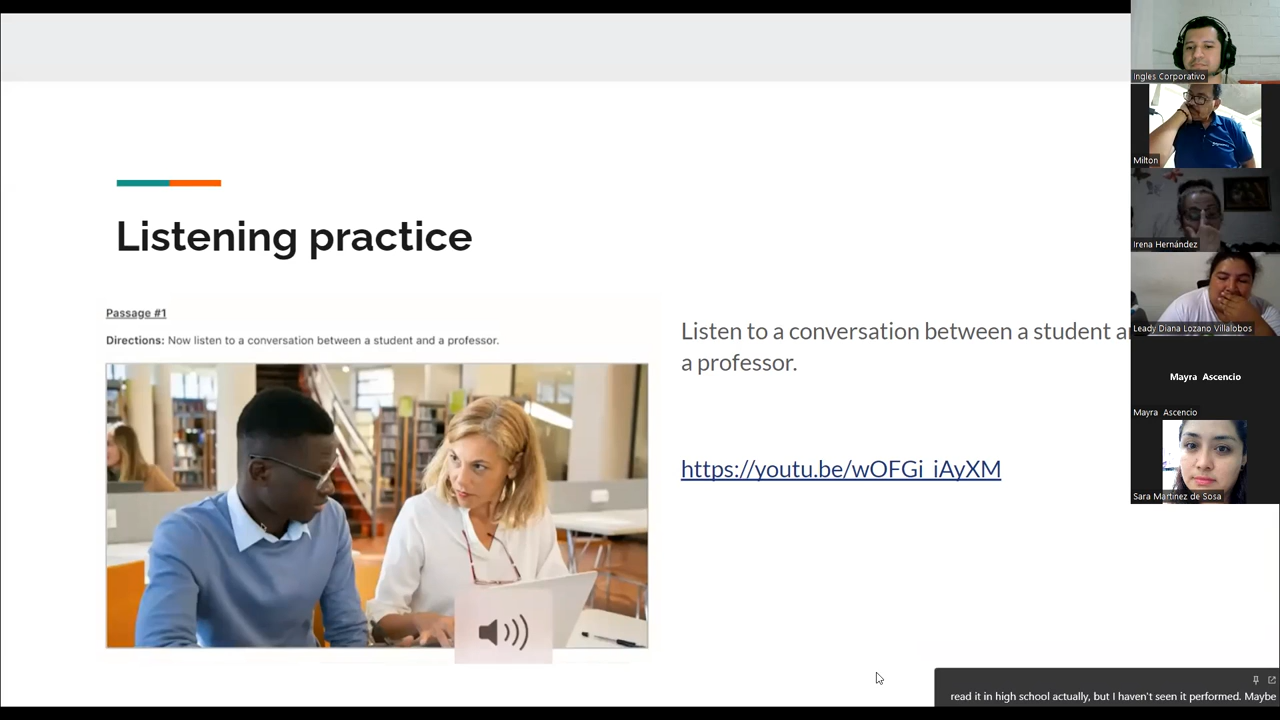 Listening practice
Passage #1
Directions: Now listen to a conversation between a student and a professor.
Listen to a conversation between a student
a professor.
https://youtu.be/wOFGi_iAyXM
Ingles Corporativo
Milton
Irena Hernández
Leady Diana Lozano Villalobos
Mayra Ascencio
Mayra Ascencio
Sara Martinez de Sosa
read it in high school actually, but I haven't seen it performed. Maybe